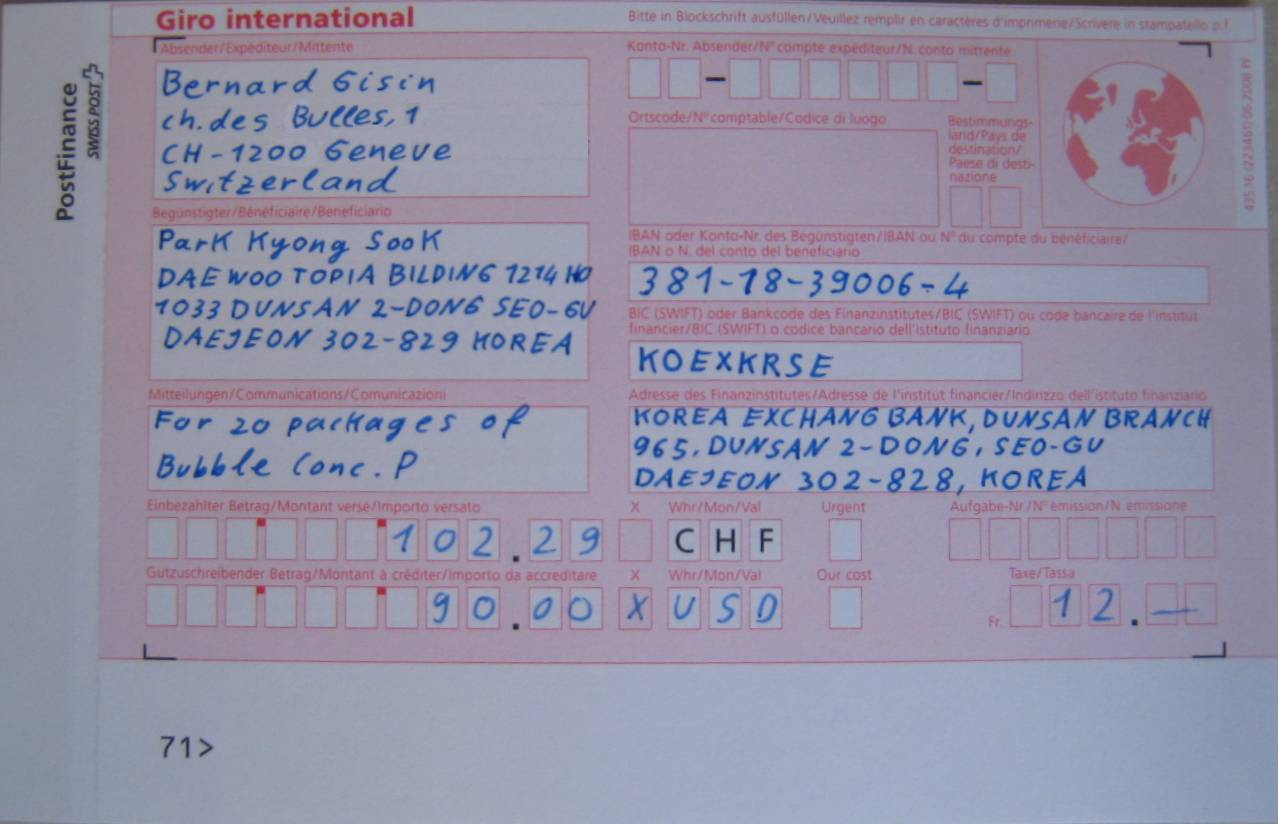 Giro international
Bitte in Blockschrift ausfüllen/Veuillez remplir en caractères d'imprimerie/Scrivere in stampatello p.f.
PostFinance
SWISS POST
Absender/Expéditeur/Mittente
Bernard Gisin
ch. des Bulles, 1
CH-1200 Geneve
Switzerland
Konto-Nr. Absender/N° compte expéditeur/N. conto mittente
Ortscode/N° comptable/Codice di luogo
Bestimmungs-
land/Pays de
destination/
Paese di desti-
nazione
Begünstigter/Bénéficiaire/Beneficiario
Park Kyong Sook
DAEWOO TOPIA BILDING 1214 HO
1033 DUNSAN 2-DONG SEO-GU
DAEJEON 302-829 KOREA
IBAN oder Konto-Nr. des Begünstigten/IBAN ou N° du compte du bénéficiaire/
IBAN o N. del conto del beneficiario
381-18-39006-4
BIC (SWIFT) oder Bankcode des Finanzinstitutes/BIC (SWIFT) ou code bancaire de l'institut
financier/BIC (SWIFT) o codice bancario dell'istituto finanziario
KOEXKRSE
Mitteilungen/Communications/Comunicazioni
For 20 packages of
Bubble Conc. P
Adresse des Finanzinstitutes/Adresse de l'institut financier/Indirizzo dell'istituto finanziario
KOREA EXCHANG BANK, DUNSAN BRANCH
965, DUNSAN 2-DONG, SEO-GU
DAEJEON 302-828, KOREA
Einbezahlter Betrag/Montant versé/Importo versato X Whr/Mon/Val Urgent Aufgabe-Nr./N° émission/N. emissione
102.29 CHF
Gutzuschreibender Betrag/Montant à créditer/Importo da accreditare X Whr/Mon/Val Our cost Taxe/Tassa
90.00 X USD Fr. 12.—
71>